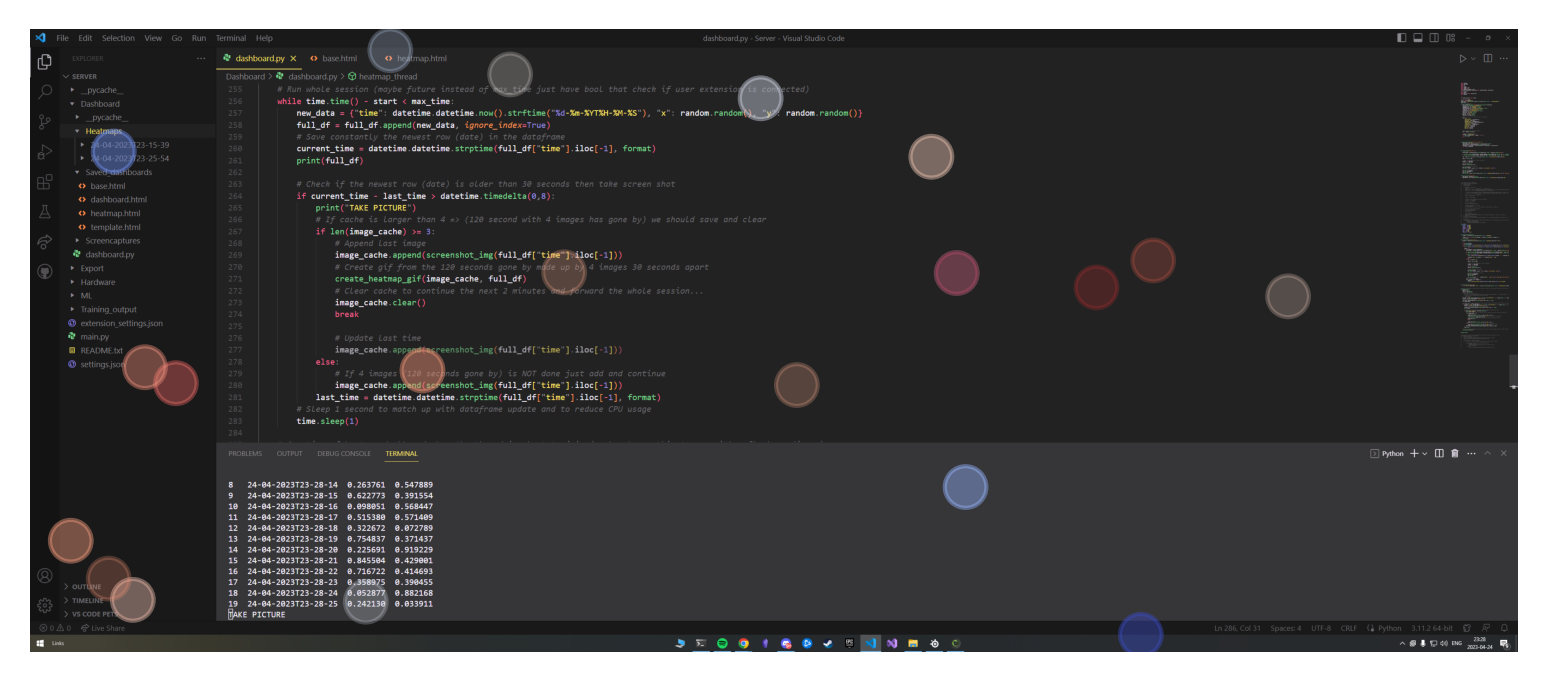 File Edit Selection View Go Run Terminal Help
dashboard.py - Server - Visual Studio Code
EXPLORER
SERVER
__pycache__
Dashboard
__pycache__
Heatmaps
24-04-2023T23-15-39
24-04-2023T23-25-54
Saved_dashboards
base.html
dashboard.html
heatmap.html
template.html
Screencaptures
dashboard.py
Export
Hardware
ML
Training_output
extension_settings.json
main.py
README.txt
settings.json
OUTLINE
TIMELINE
VS CODE PETS
dashboard.py base.html heatmap.html
Dashboard > dashboard.py > heatmap_thread
255 # Run whole session (maybe future instead of max_time just have bool that check if user extension is connected)
256 while time.time() - start < max_time:
257 new_data = {"time": datetime.datetime.now().strftime("%d-%m-%YT%H-%M-%S"), "x": random.random(), "y": random.random()}
258 full_df = full_df.append(new_data, ignore_index=True)
259 # Save constantly the newest row (date) in the dataframe
260 current_time = datetime.datetime.strptime(full_df["time"].iloc[-1], format)
261 print(full_df)
262
263 # Check if the newest row (date) is older than 30 seconds then take screen shot
264 if current_time - last_time > datetime.timedelta(0,8):
265 print("TAKE PICTURE")
266 # If cache is larger than 4 => (120 second with 4 images has gone by) we should save and clear
267 if len(image_cache) >= 3:
268 # Append last image
269 image_cache.append(screenshot_img(full_df["time"].iloc[-1]))
270 # Create gif from the 120 seconds gone by made up by 4 images 30 seconds apart
271 create_heatmap_gif(image_cache, full_df)
272 # Clear cache to continue the next 2 minutes and forward the whole session...
273 image_cache.clear()
274 break
275
276 # Update last time
277 image_cache.append(screenshot_img(full_df["time"].iloc[-1]))
278 else:
279 # If 4 images (120 seconds gone by) is NOT done just add and continue
280 image_cache.append(screenshot_img(full_df["time"].iloc[-1]))
281 last_time = datetime.datetime.strptime(full_df["time"].iloc[-1], format)
282 # Sleep 1 second to match up with dataframe update and to reduce CPU usage
283 time.sleep(1)
284
PROBLEMS OUTPUT DEBUG CONSOLE TERMINAL
Python
8 24-04-2023T23-28-14 0.263761 0.547889
9 24-04-2023T23-28-15 0.622773 0.391554
10 24-04-2023T23-28-16 0.098051 0.568447
11 24-04-2023T23-28-17 0.515380 0.571409
12 24-04-2023T23-28-18 0.322672 0.072789
13 24-04-2023T23-28-19 0.754837 0.371437
14 24-04-2023T23-28-20 0.225691 0.919229
15 24-04-2023T23-28-21 0.845504 0.429001
16 24-04-2023T23-28-22 0.716722 0.414693
17 24-04-2023T23-28-23 0.358975 0.390455
18 24-04-2023T23-28-24 0.052877 0.882168
19 24-04-2023T23-28-25 0.242130 0.033911
TAKE PICTURE
0 0 Live Share
Ln 286, Col 31 Spaces: 4 UTF-8 CRLF Python 3.11.2 64-bit
Links
ENG
23:28
2023-04-24